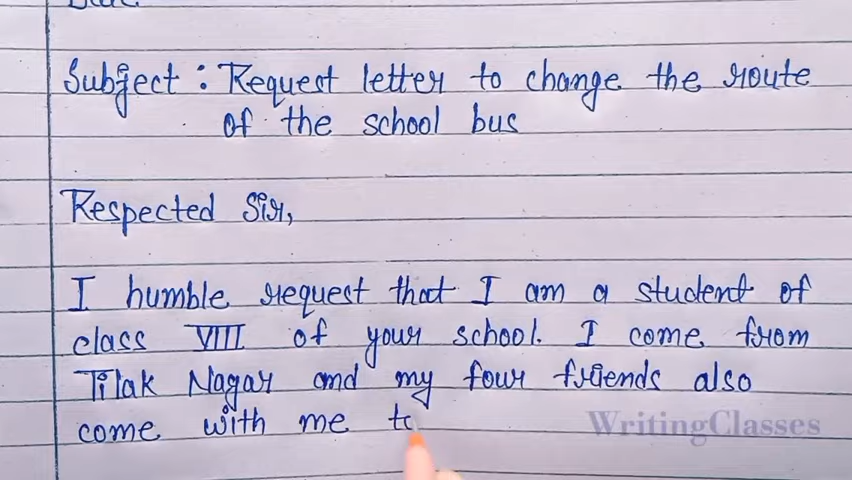 Subject : Request letter to change the route
of the school bus
Respected Sir,
I humble request that I am a student of
class VIII of your school. I come from
Tilak Nagar and my four friends also
come with me to
WritingClasses